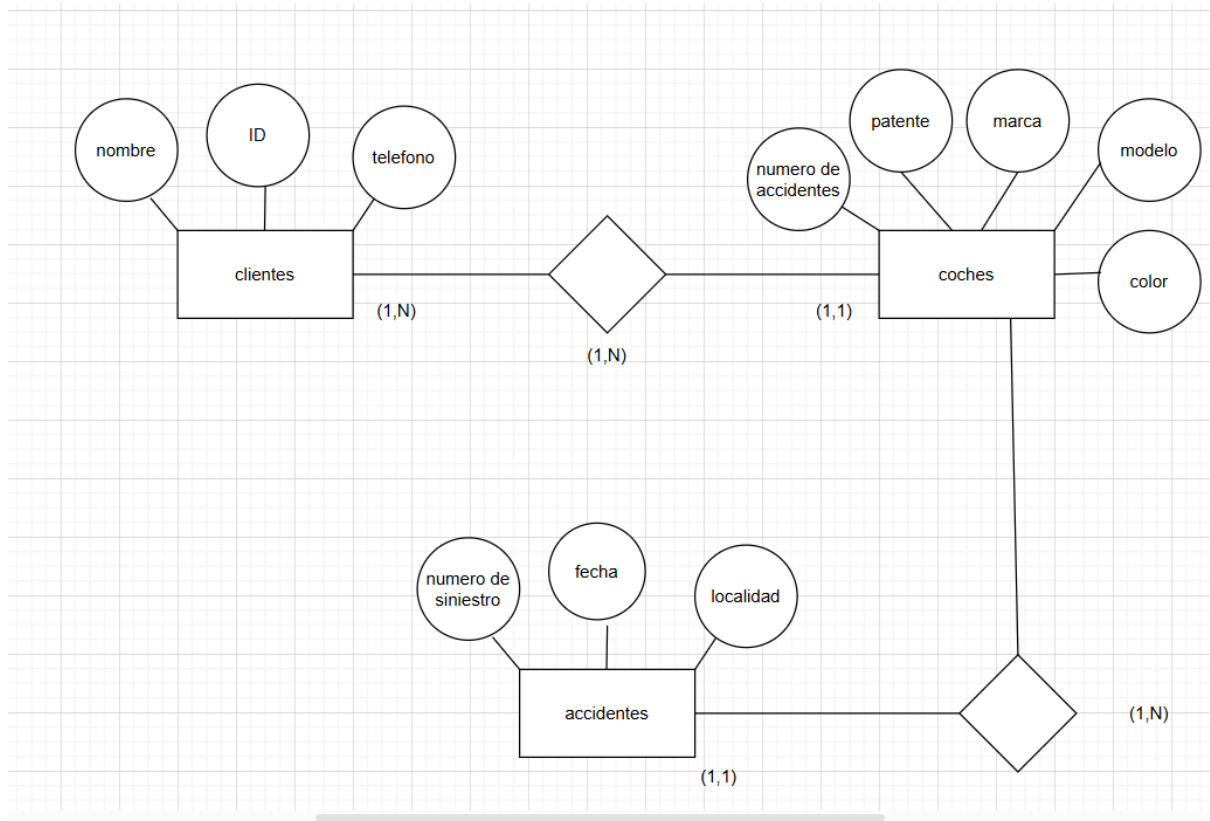 nombre
ID
telefono
numero de
accidentes
patente
marca
modelo
color
clientes
coches
(1,N)
(1,N)
(1,1)
numero de
siniestro
fecha
localidad
accidentes
(1,1)
(1,N)